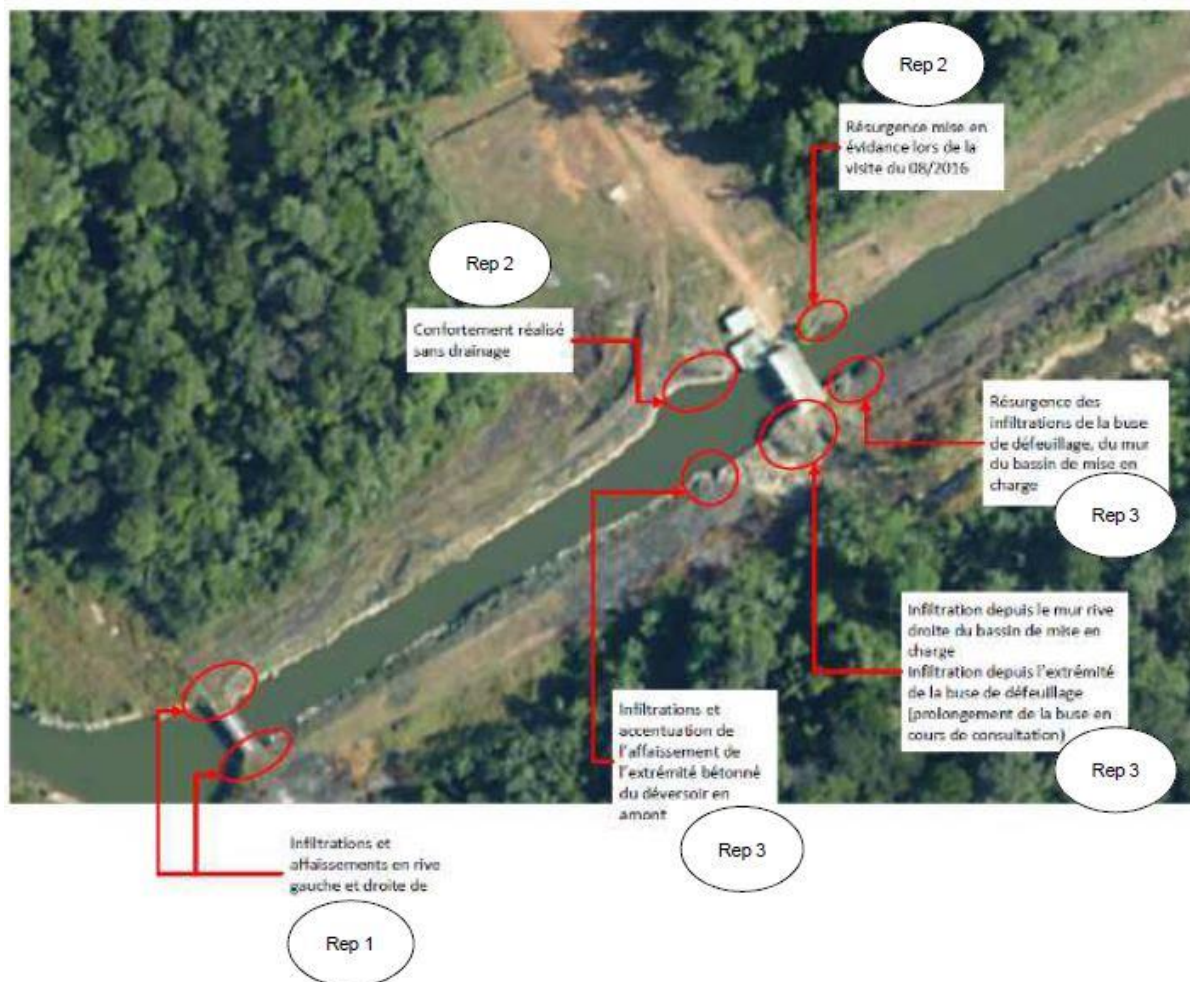 Rep 2
Résurgence mise en
évidance lors de la
visite du 08/2016
Rep 2
Confortement réalisé
sans drainage
Résurgence des
infiltrations de la buse
de défeuillage, du mur
du bassin de mise en
charge
Rep 3
Infiltration depuis le mur rive
droite du bassin de mise en
charge
Infiltration depuis l'extrémité
de la buse de défeuillage
(prolongement de la buse en
cours de consultation)
Rep 3
Infiltrations et
accentuation de
l'affaissement de
l'extrémité bétonné
du déversoir en
amont
Rep 3
Infiltrations et
affaissements en rive
gauche et droite de
Rep 1